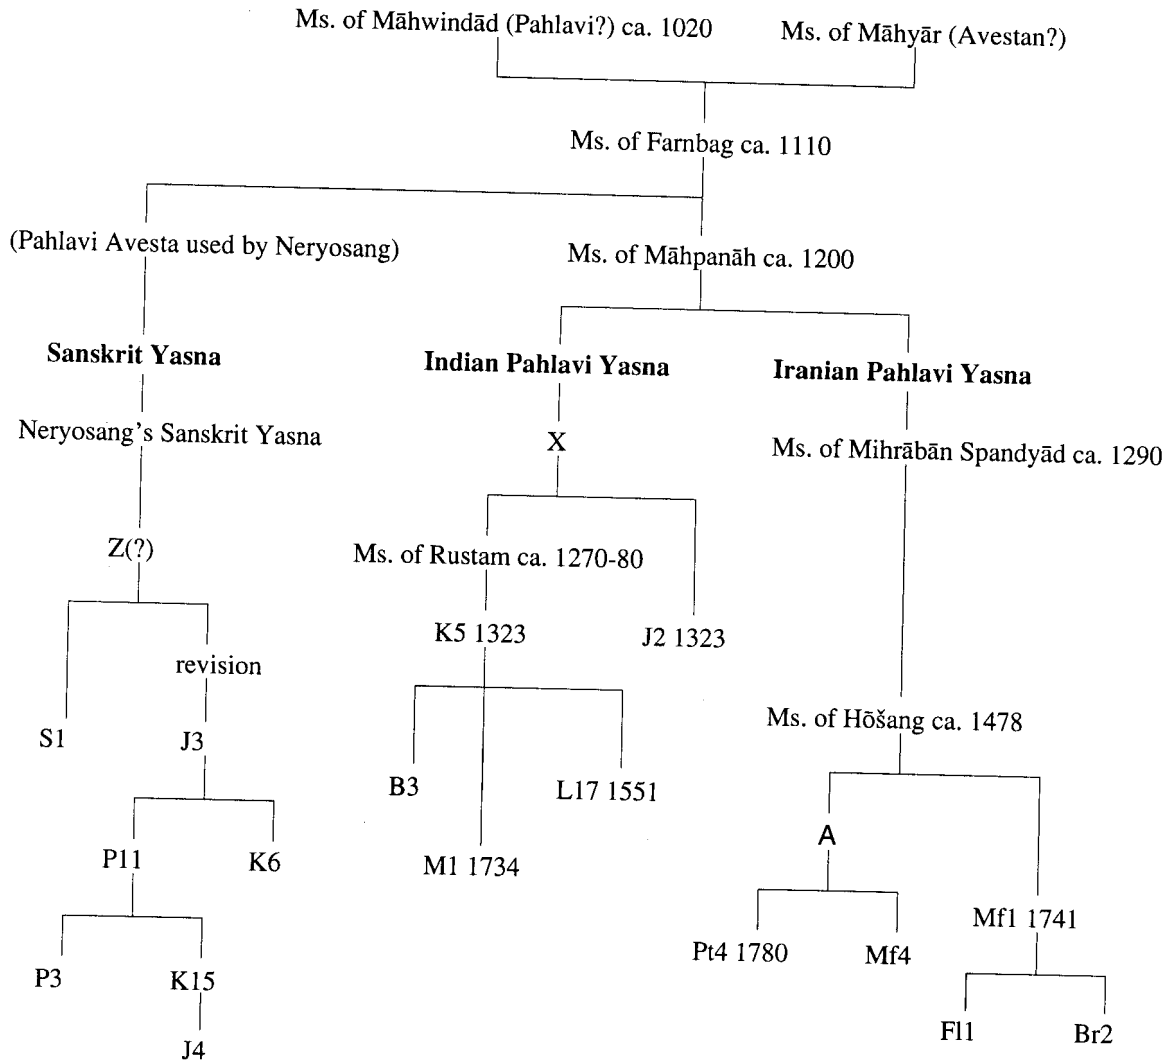 Ms. of Māhwindād (Pahlavi?) ca. 1020
Ms. of Māhyār (Avestan?)
Ms. of Farnbag ca. 1110
(Pahlavi Avesta used by Neryosang)
Ms. of Māhpanāh ca. 1200
Sanskrit Yasna
Indian Pahlavi Yasna
Iranian Pahlavi Yasna
Neryosang's Sanskrit Yasna
X
Ms. of Mihrābān Spandyād ca. 1290
Z(?)
Ms. of Rustam ca. 1270-80
K5 1323
J2 1323
revision
S1
J3
Ms. of Hōšang ca. 1478
B3
L17 1551
A
P11
K6
M1 1734
Mf1 1741
Pt4 1780
Mf4
P3
K15
Fl1
Br2
J4